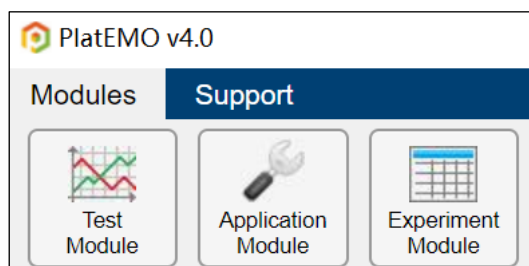 PlatEMO v4.0
Modules Support
Test
Module
Application
Module
Experiment
Module